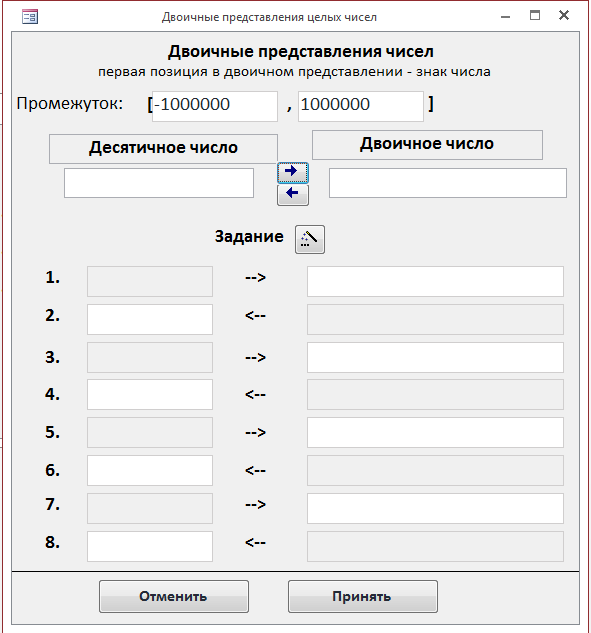 Двоичные представления целых чисел
Двоичные представления чисел
первая позиция в двоичном представлении - знак числа
Промежуток: [-1000000 , 1000000 ]
Десятичное число Двоичное число
Задание
1. -->
2. <--
3. -->
4. <--
5. -->
6. <--
7. -->
8. <--
Отменить Принять